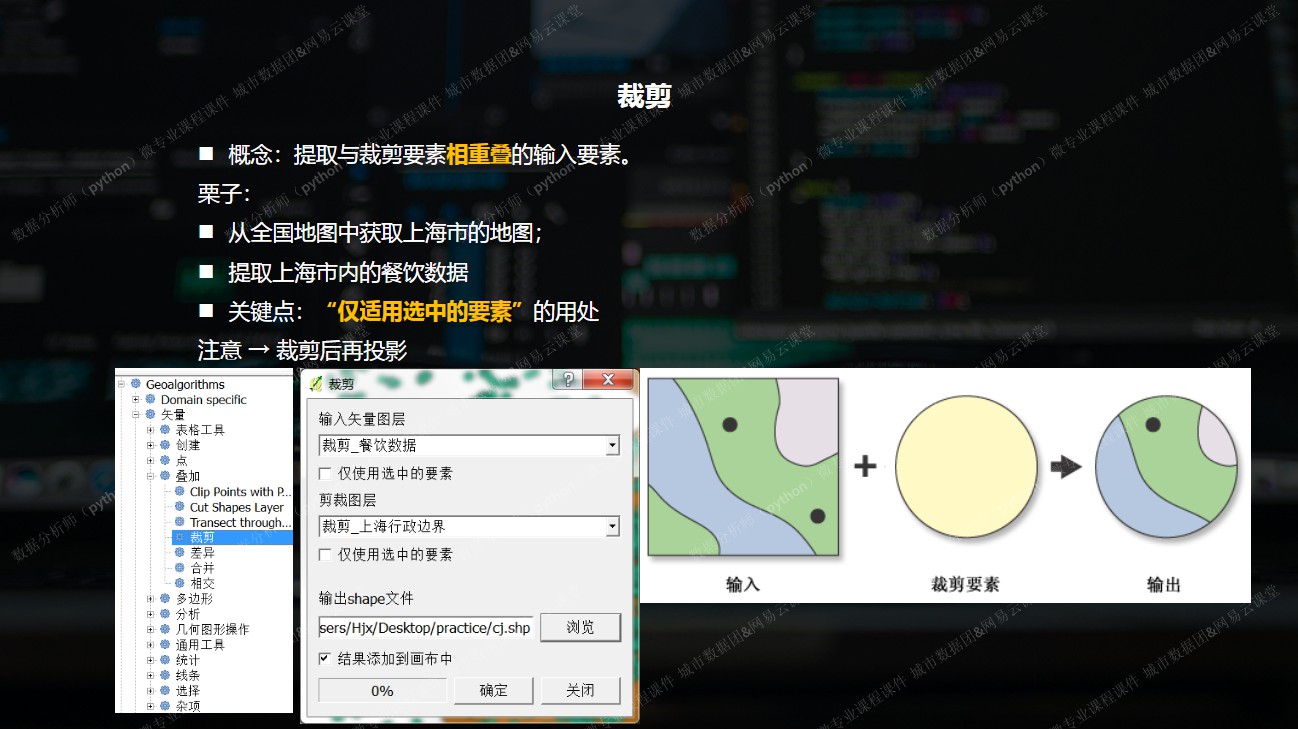 裁剪
■ 概念：提取与裁剪要素相重叠的输入要素。
栗子：
■ 从全国地图中获取上海市的地图；
■ 提取上海市内的餐饮数据
■ 关键点：“仅适用选中的要素”的用处
注意 → 裁剪后再投影
Geoalgorithms
Domain specific
矢量
表格工具
创建
点
叠加
Clip Points with P...
Cut Shapes Layer
Transect through...
裁剪
差异
合并
相交
多边形
分析
几何图形操作
通用工具
统计
线条
选择
杂项
裁剪
输入矢量图层
裁剪_餐饮数据
仅使用选中的要素
剪裁图层
裁剪_上海行政边界
仅使用选中的要素
输出shape文件
sers/Hjx/Desktop/practice/cj.shp 浏览
结果添加到画布中
0% 确定 关闭
输入 裁剪要素 输出
数据分析师（python）微专业课程课件 城市数据团&网易云课堂